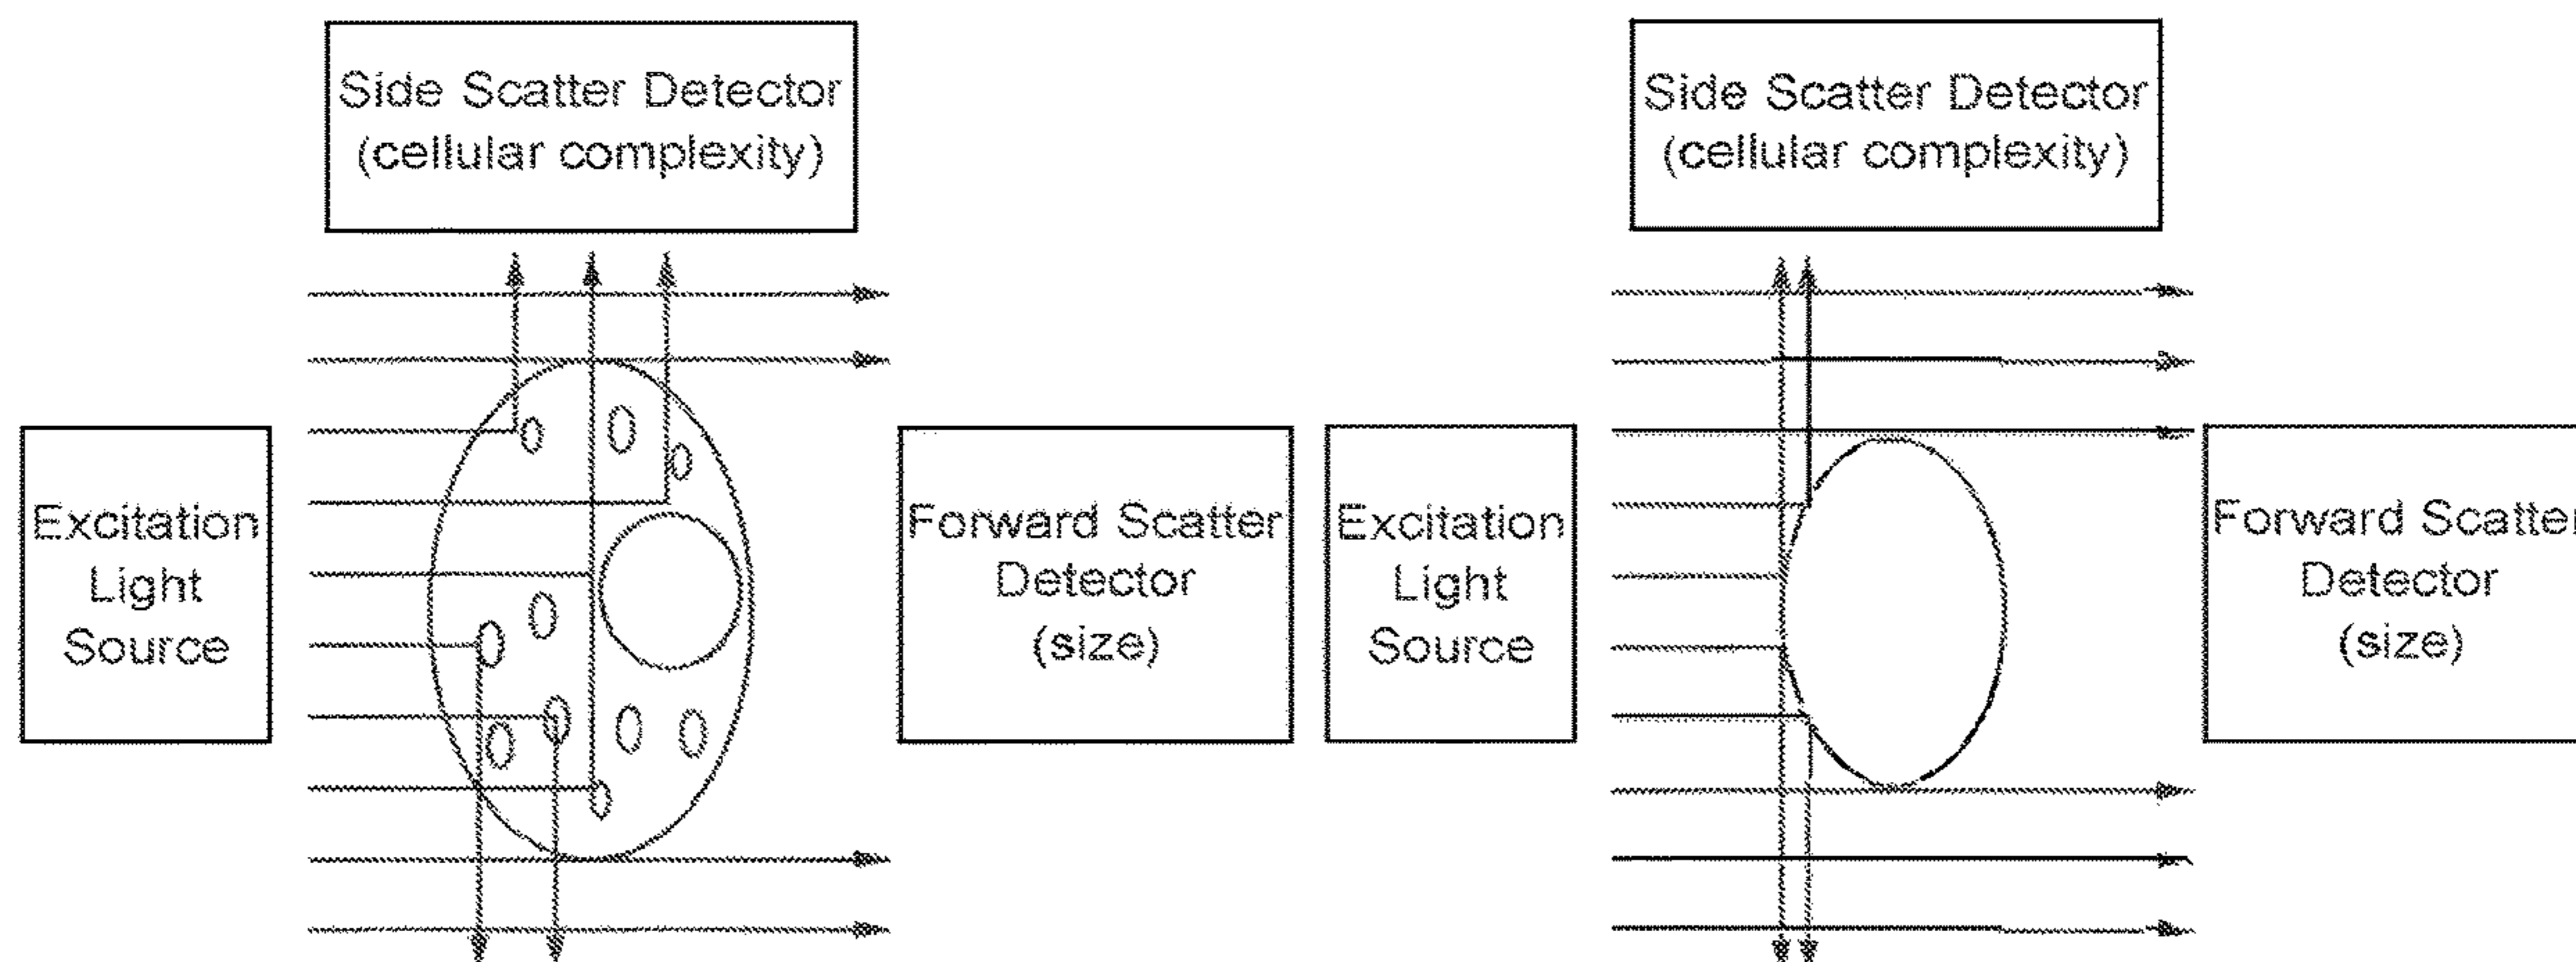 Side Scatter Detector
(cellular complexity)
Excitation
Light
Source
Forward Scatter
Detector
(size)
Side Scatter Detector
(cellular complexity)
Excitation
Light
Source
Forward Scatter
Detector
(size)